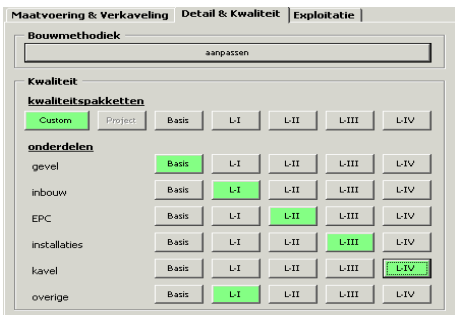 Maatvoering & Verkaveling Detail & Kwaliteit Exploitatie
Bouwmethodiek
aanpassen
Kwaliteit
kwaliteitspakketten
Custom Project Basis L-I L-II L-III L-IV
onderdelen
gevel Basis L-I L-II L-III L-IV
inbouw Basis L-I L-II L-III L-IV
EPC Basis L-I L-II L-III L-IV
installaties Basis L-I L-II L-III L-IV
kavel Basis L-I L-II L-III L-IV
overige Basis L-I L-II L-III L-IV